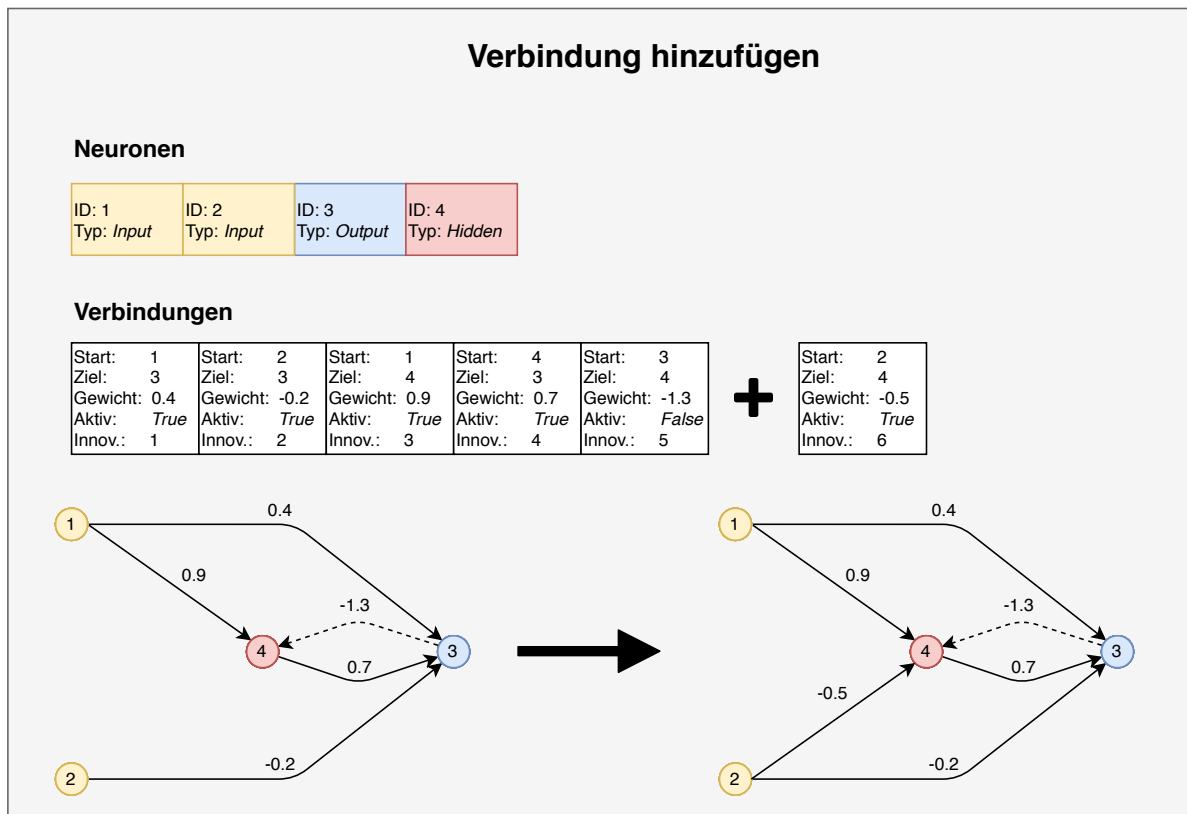 Verbindung hinzufügen
Neuronen
ID: 1
Typ: Input
ID: 2
Typ: Input
ID: 3
Typ: Output
ID: 4
Typ: Hidden
Verbindungen
Start: 1
Ziel: 3
Gewicht: 0.4
Aktiv: True
Innov.: 1
Start: 2
Ziel: 3
Gewicht: -0.2
Aktiv: True
Innov.: 2
Start: 1
Ziel: 4
Gewicht: 0.9
Aktiv: True
Innov.: 3
Start: 4
Ziel: 3
Gewicht: 0.7
Aktiv: True
Innov.: 4
Start: 3
Ziel: 4
Gewicht: -1.3
Aktiv: False
Innov.: 5
Start: 2
Ziel: 4
Gewicht: -0.5
Aktiv: True
Innov.: 6
1
0.4
0.9
-1.3
4
0.7
3
-0.2
2
1
0.4
0.9
-1.3
4
0.7
3
-0.5
-0.2
2